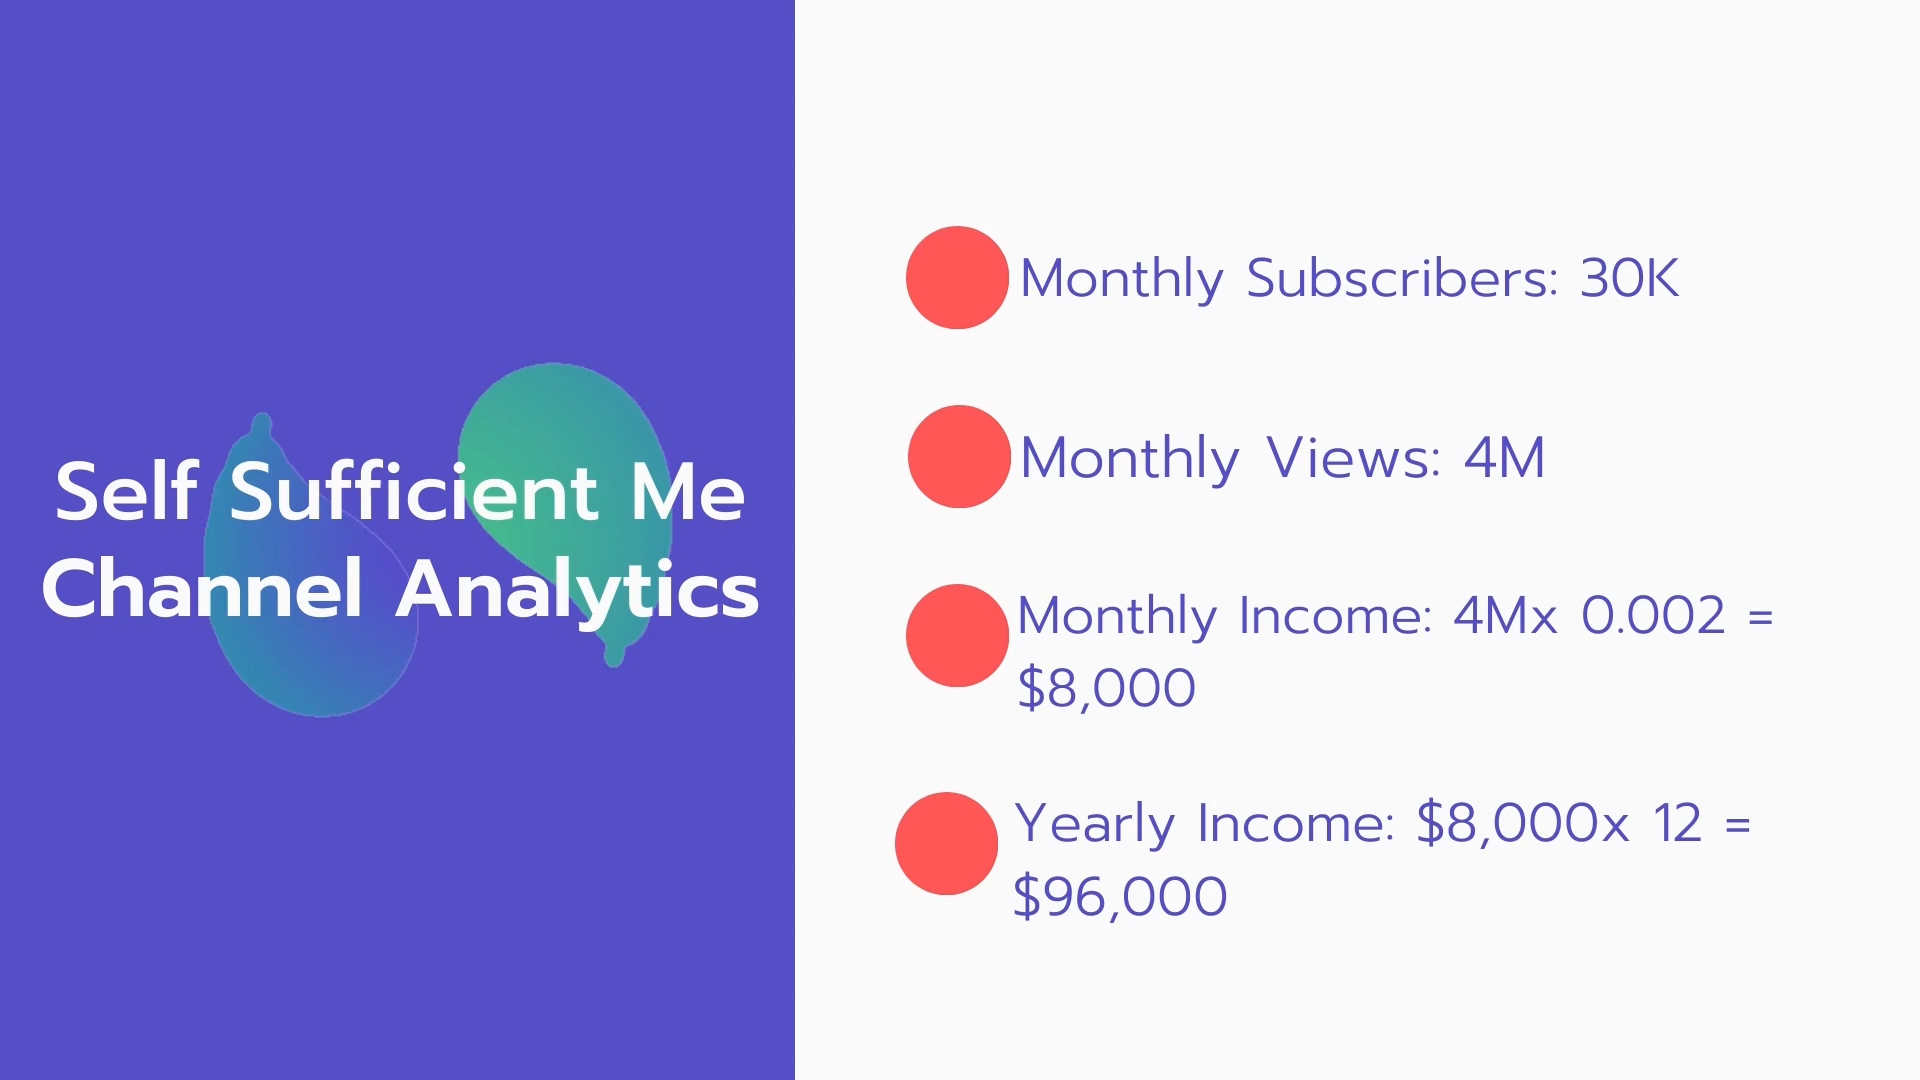 Self Sufficient Me
Channel Analytics
Monthly Subscribers: 30K
Monthly Views: 4M
Monthly Income: 4Mx 0.002 =
$8,000
Yearly Income: $8,000x 12 =
$96,000